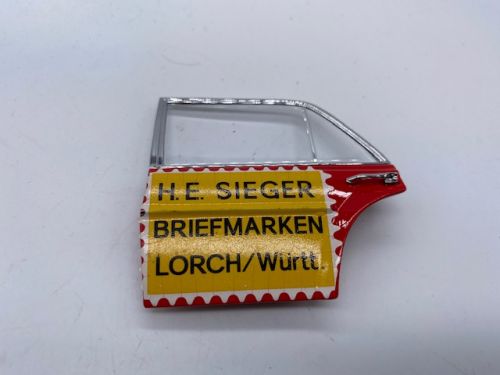 H.E. SIEGER
BRIEFMARKEN
LORCH/Württ.